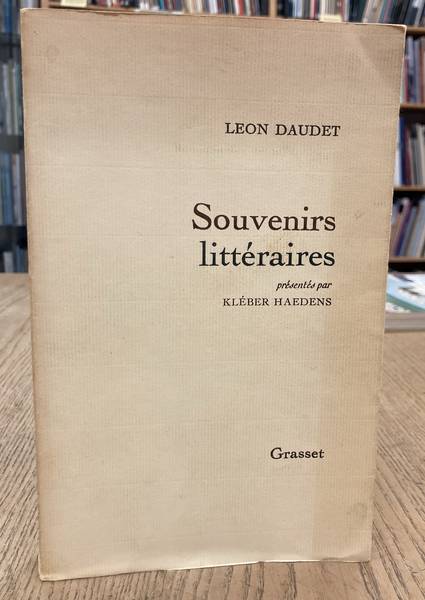 LEON DAUDET
Souvenirs
littéraires
présentés par
KLÉBER HAEDENS
Grasset